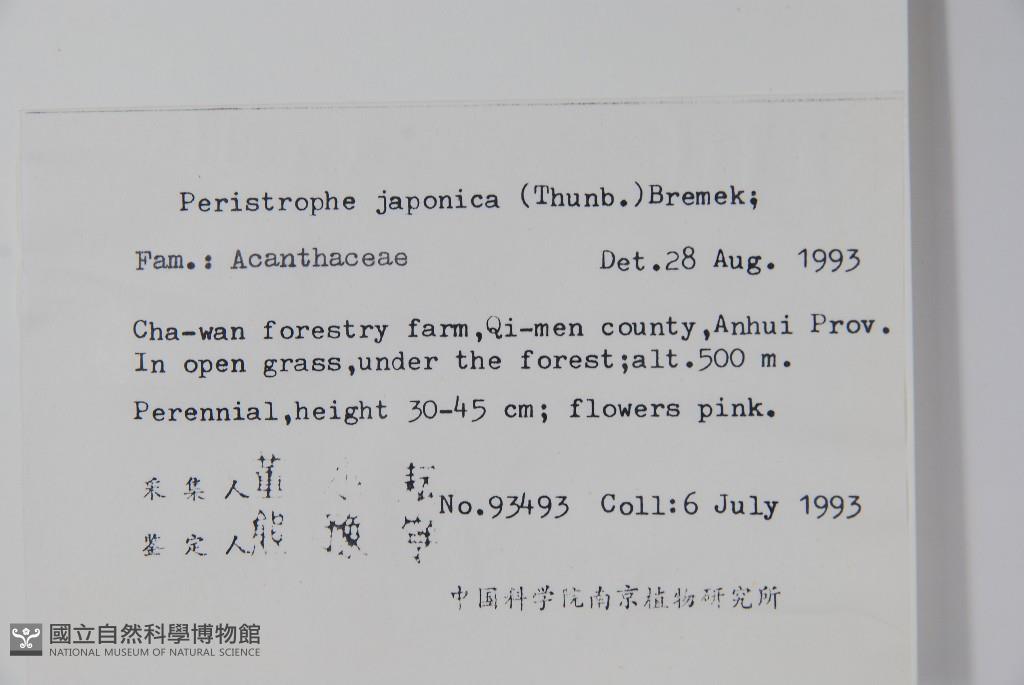 Peristrophe japonica (Thunb.)Bremek;
Fam.: Acanthaceae Det.28 Aug. 1993
Cha-wan forestry farm,Qi-men county,Anhui Prov.
In open grass,under the forest;alt.500 m.
Perennial,height 30-45 cm; flowers pink.
采集人 No.93493 Coll:6 July 1993
鉴定人熊
中国科学院南京植物研究所
國立自然科學博物館
NATIONAL MUSEUM OF NATURAL SCIENCE